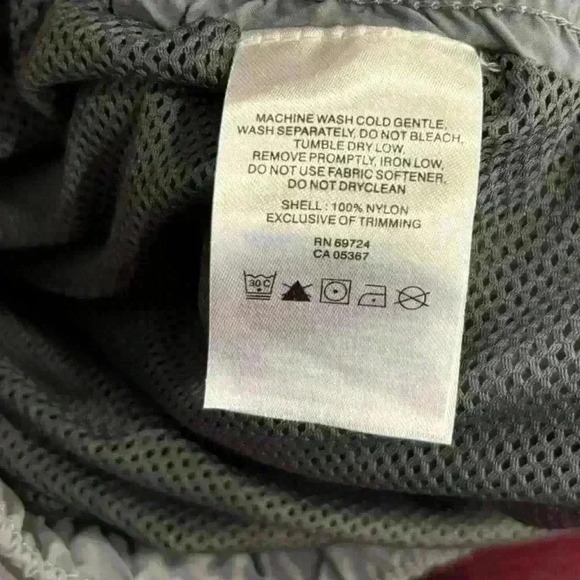 MACHINE WASH COLD GENTLE,
WASH SEPARATELY, DO NOT BLEACH,
TUMBLE DRY LOW,
REMOVE PROMPTLY, IRON LOW,
DO NOT USE FABRIC SOFTENER,
DO NOT DRYCLEAN
SHELL : 100% NYLON
EXCLUSIVE OF TRIMMING
RN 69724
CA 05367
30 C